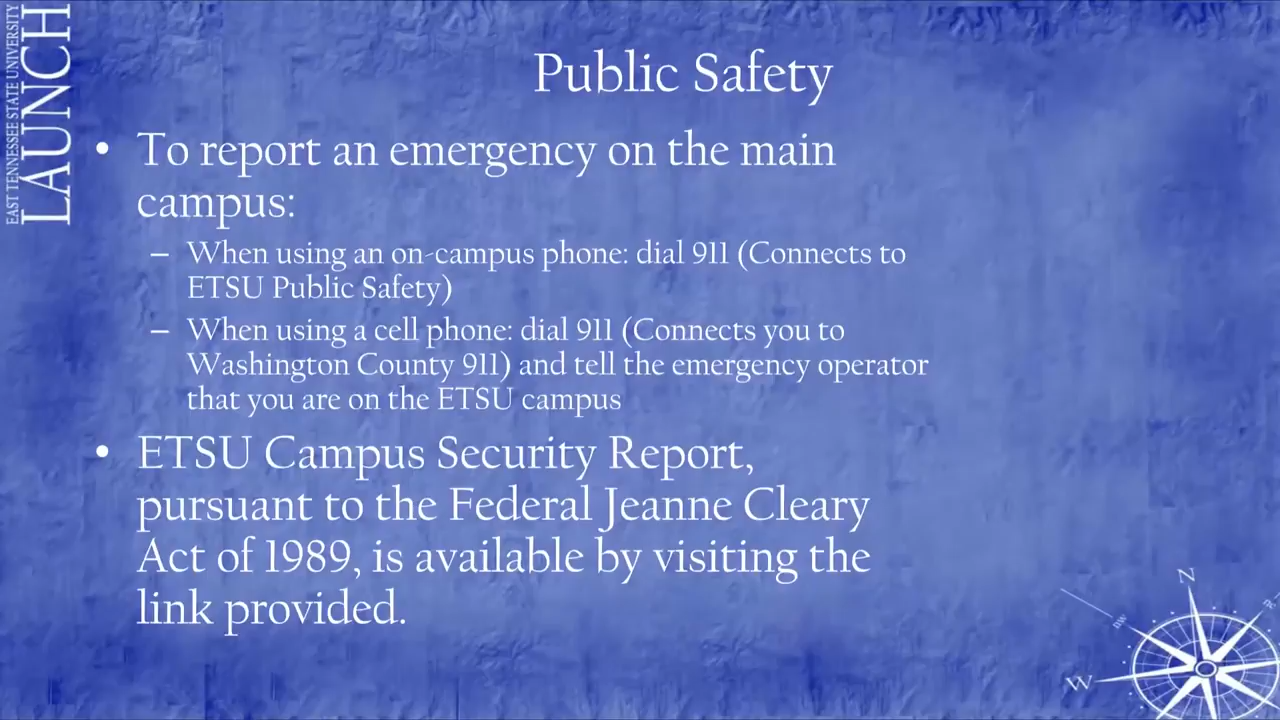 EAST TENNESSEE STATE UNIVERSITY
LAUNCH
Public Safety
• To report an emergency on the main
campus:
– When using an on-campus phone: dial 911 (Connects to
ETSU Public Safety)
– When using a cell phone: dial 911 (Connects you to
Washington County 911) and tell the emergency operator
that you are on the ETSU campus
• ETSU Campus Security Report,
pursuant to the Federal Jeanne Cleary
Act of 1989, is available by visiting the
link provided.
N
NW
W